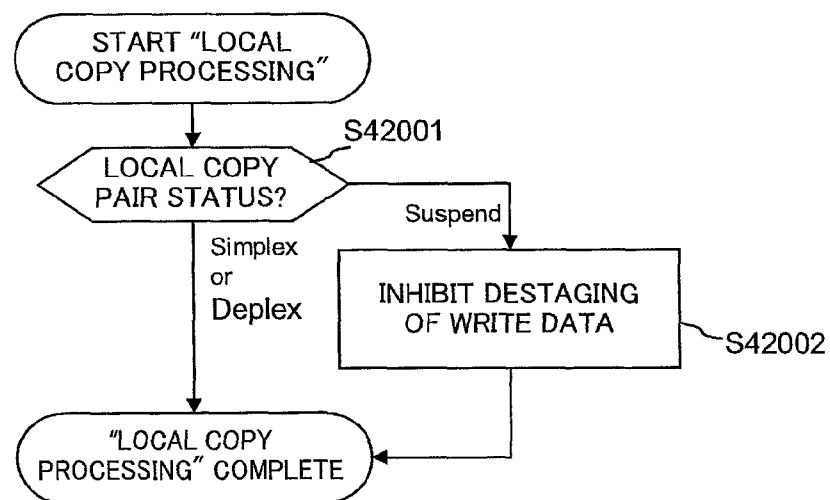 START “LOCAL
COPY PROCESSING”
S42001
LOCAL COPY
PAIR STATUS?
Suspend
Simplex
or
Deplex
INHIBIT DESTAGING
OF WRITE DATA
S42002
“LOCAL COPY
PROCESSING” COMPLETE